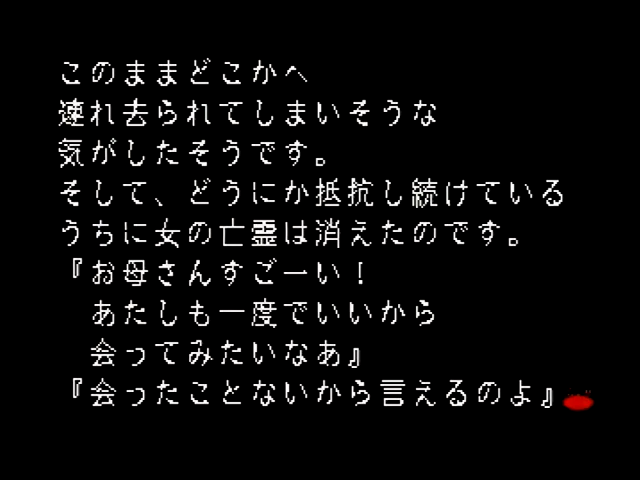 このままどこかへ
連れ去られてしまいそうな
気がしたそうです。
そして、どうにか抵抗し続けている
うちに女の亡霊は消えたのです。
『お母さんすごーい！
あたしも一度でいいから
会ってみたいなあ』
『会ったことないから言えるのよ』